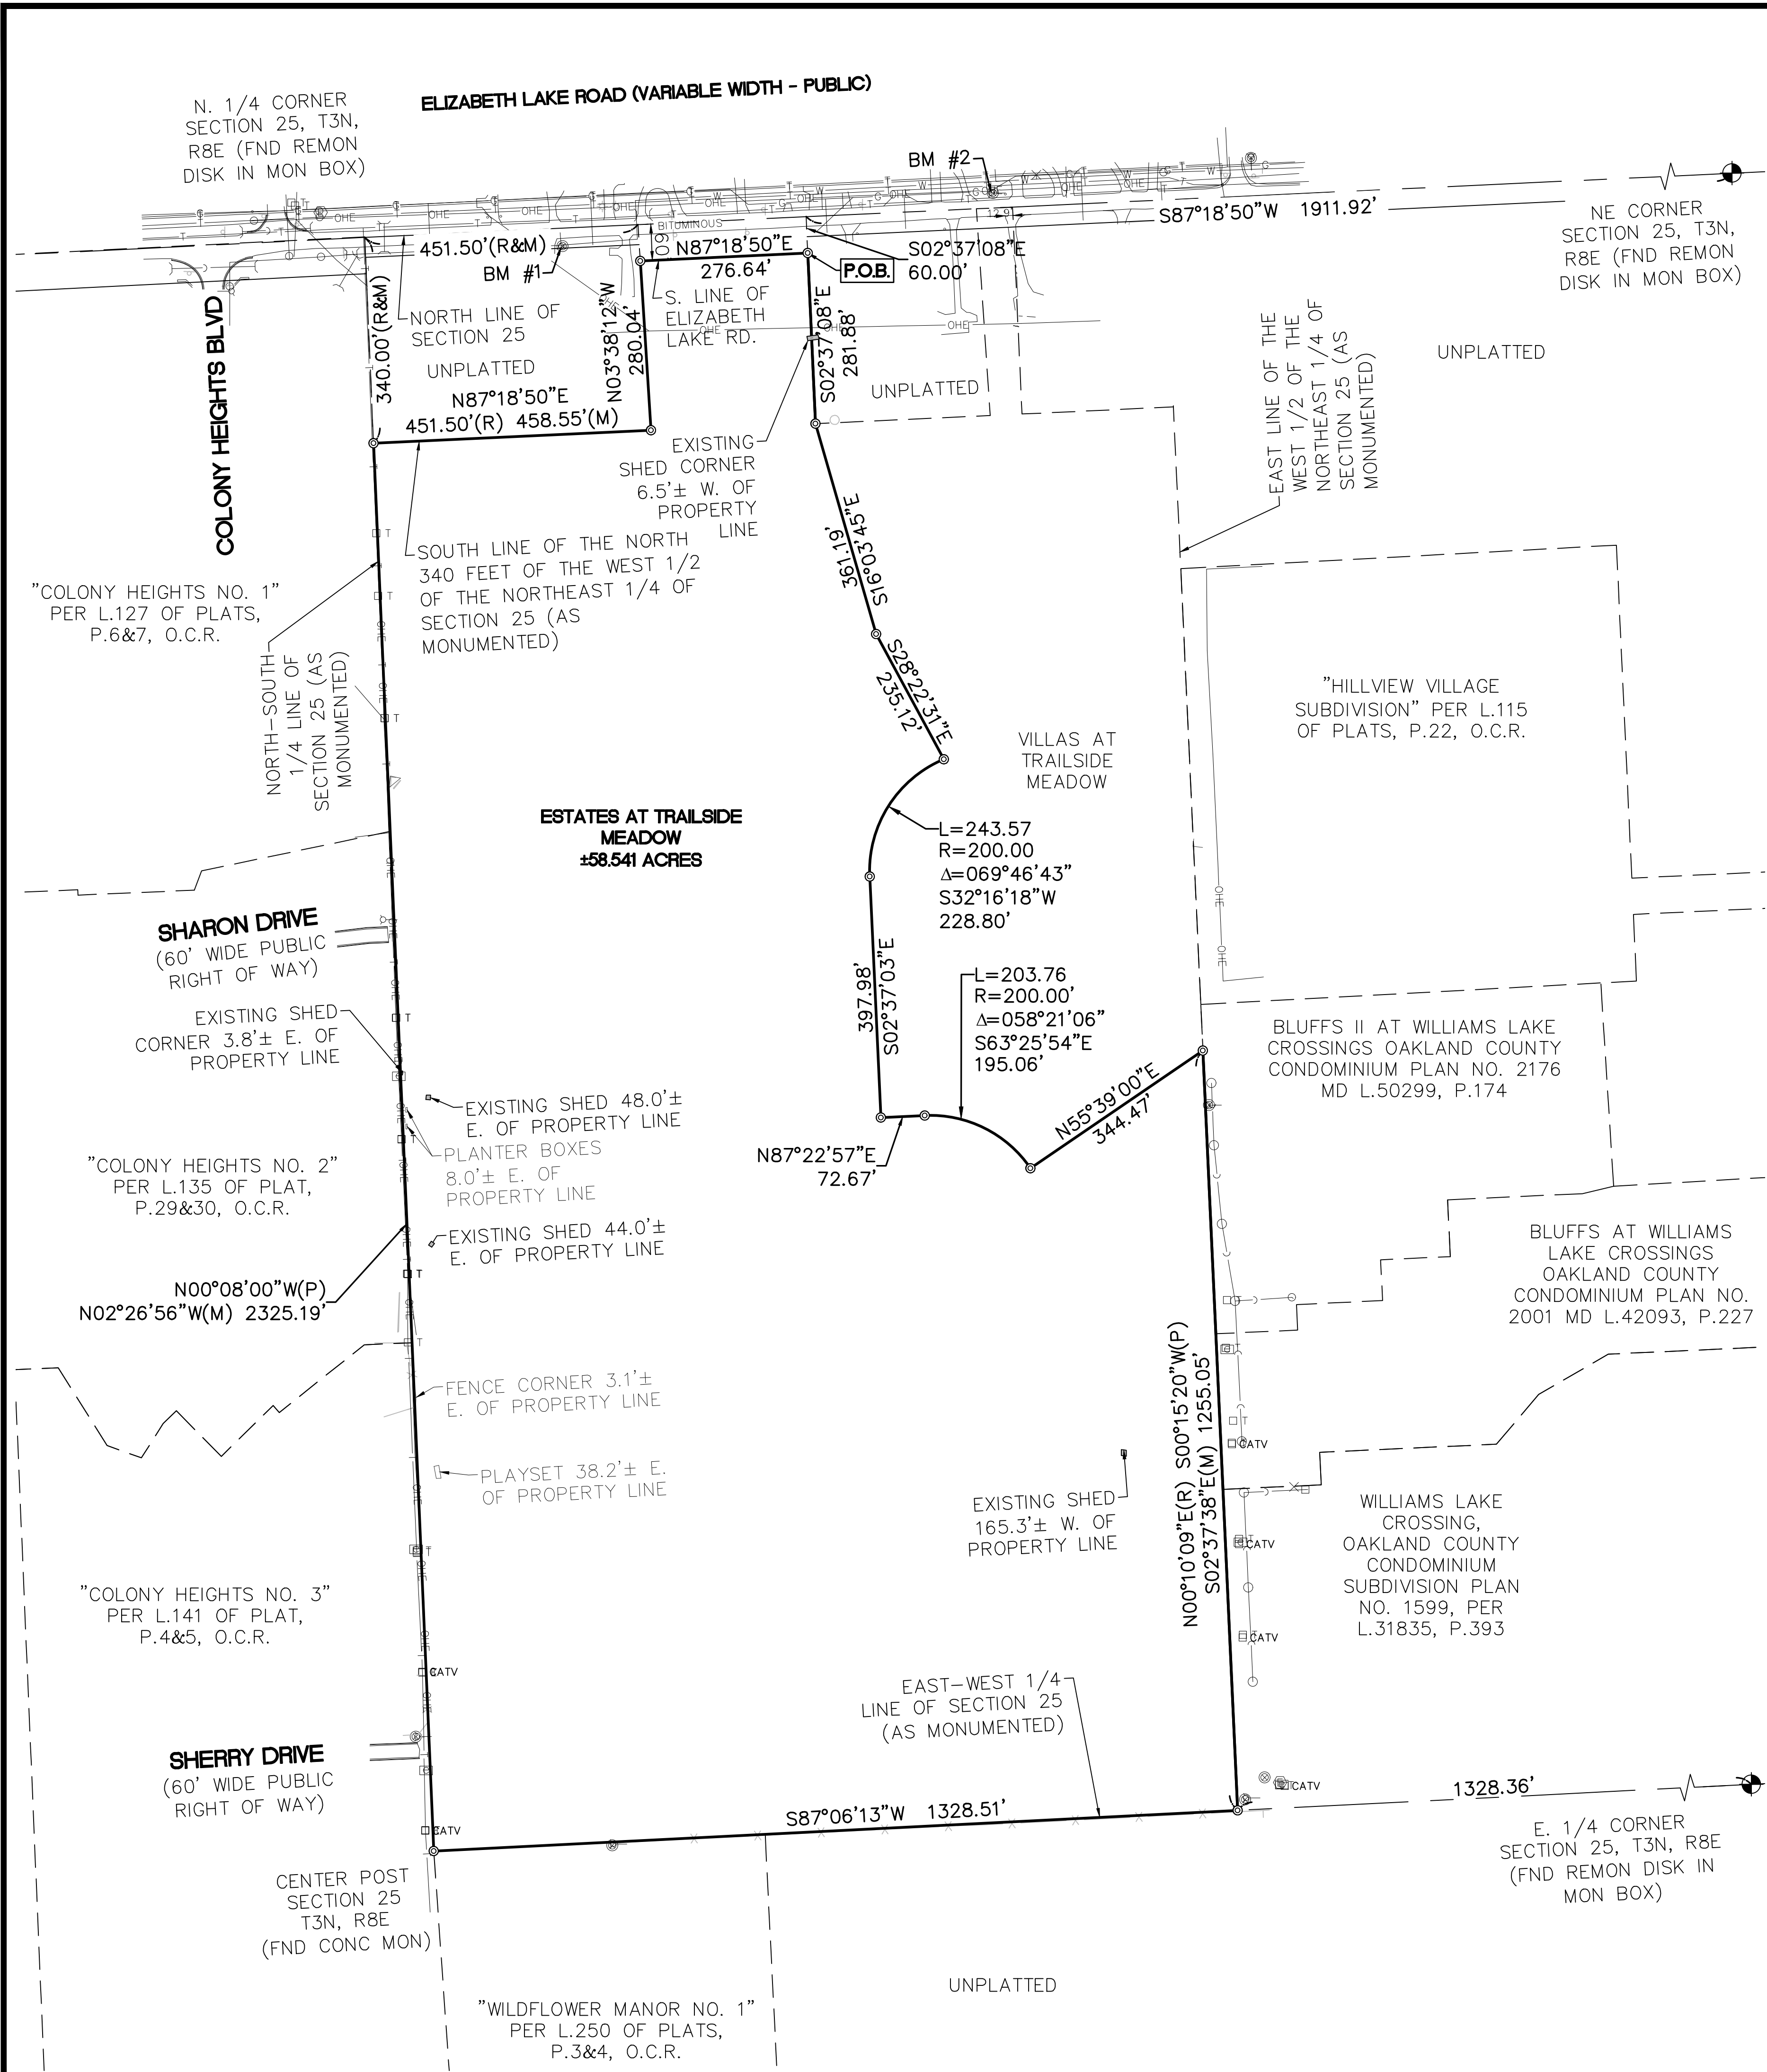 ELIZABETH LAKE ROAD (VARIABLE WIDTH - PUBLIC)
N. 1/4 CORNER
SECTION 25, T3N,
R8E (FND REMON
DISK IN MON BOX)
BM #2
S87°18'50"W 1911.92'
NE CORNER
SECTION 25, T3N,
R8E (FND REMON
DISK IN MON BOX)
BITUMINOUS
12.9'
451.50'(R&M)
BM #1
60'
N87°18'50"E
276.64'
P.O.B.
S02°37'08"E
60.00'
COLONY HEIGHTS BLVD
340.00'(R&M)
NORTH LINE OF
SECTION 25
UNPLATTED
N87°18'50"E
451.50'(R) 458.55'(M)
N03°38'12"W
280.04'
S. LINE OF
ELIZABETH
LAKE RD.
S02°37'08"E
281.88'
UNPLATTED
EAST LINE OF THE
WEST 1/2 OF THE
NORTHEAST 1/4 OF
SECTION 25 (AS
MONUMENTED)
UNPLATTED
EXISTING
SHED CORNER
6.5'± W. OF
PROPERTY
LINE
SOUTH LINE OF THE NORTH
340 FEET OF THE WEST 1/2
OF THE NORTHEAST 1/4 OF
SECTION 25 (AS
MONUMENTED)
361.19'
S16°03'45"E
"COLONY HEIGHTS NO. 1"
PER L.127 OF PLATS,
P.6&7, O.C.R.
NORTH-SOUTH
1/4 LINE OF
SECTION 25 (AS
MONUMENTED)
S28°22'31"E
235.12'
"HILLVIEW VILLAGE
SUBDIVISION" PER L.115
OF PLATS, P.22, O.C.R.
VILLAS AT
TRAILSIDE
MEADOW
ESTATES AT TRAILSIDE
MEADOW
±58.541 ACRES
L=243.57
R=200.00
Δ=069°46'43"
S32°16'18"W
228.80'
SHARON DRIVE
(60' WIDE PUBLIC
RIGHT OF WAY)
397.98'
S02°37'03"E
L=203.76
R=200.00'
Δ=058°21'06"
S63°25'54"E
195.06'
EXISTING SHED
CORNER 3.8'± E. OF
PROPERTY LINE
BLUFFS II AT WILLIAMS LAKE
CROSSINGS OAKLAND COUNTY
CONDOMINIUM PLAN NO. 2176
MD L.50299, P.174
EXISTING SHED 48.0'±
E. OF PROPERTY LINE
PLANTER BOXES
8.0'± E. OF
PROPERTY LINE
N55°39'00"E
344.47'
N87°22'57"E
72.67'
"COLONY HEIGHTS NO. 2"
PER L.135 OF PLAT,
P.29&30, O.C.R.
EXISTING SHED 44.0'±
E. OF PROPERTY LINE
BLUFFS AT WILLIAMS
LAKE CROSSINGS
OAKLAND COUNTY
CONDOMINIUM PLAN NO.
2001 MD L.42093, P.227
N00°08'00"W(P)
N02°26'56"W(M) 2325.19'
N00°10'09"E(R) S00°15'20"W(P)
S02°37'38"E(M) 1255.05'
FENCE CORNER 3.1'±
E. OF PROPERTY LINE
CATV
PLAYSET 38.2'± E.
OF PROPERTY LINE
EXISTING SHED
165.3'± W. OF
PROPERTY LINE
WILLIAMS LAKE
CROSSING,
OAKLAND COUNTY
CONDOMINIUM
SUBDIVISION PLAN
NO. 1599, PER
L.31835, P.393
CATV
"COLONY HEIGHTS NO. 3"
PER L.141 OF PLAT,
P.4&5, O.C.R.
CATV
CATV
EAST-WEST 1/4
LINE OF SECTION 25
(AS MONUMENTED)
SHERRY DRIVE
(60' WIDE PUBLIC
RIGHT OF WAY)
CATV
1328.36'
S87°06'13"W 1328.51'
CATV
E. 1/4 CORNER
SECTION 25, T3N, R8E
(FND REMON DISK IN
MON BOX)
CENTER POST
SECTION 25
T3N, R8E
(FND CONC MON)
UNPLATTED
"WILDFLOWER MANOR NO. 1"
PER L.250 OF PLATS,
P.3&4, O.C.R.